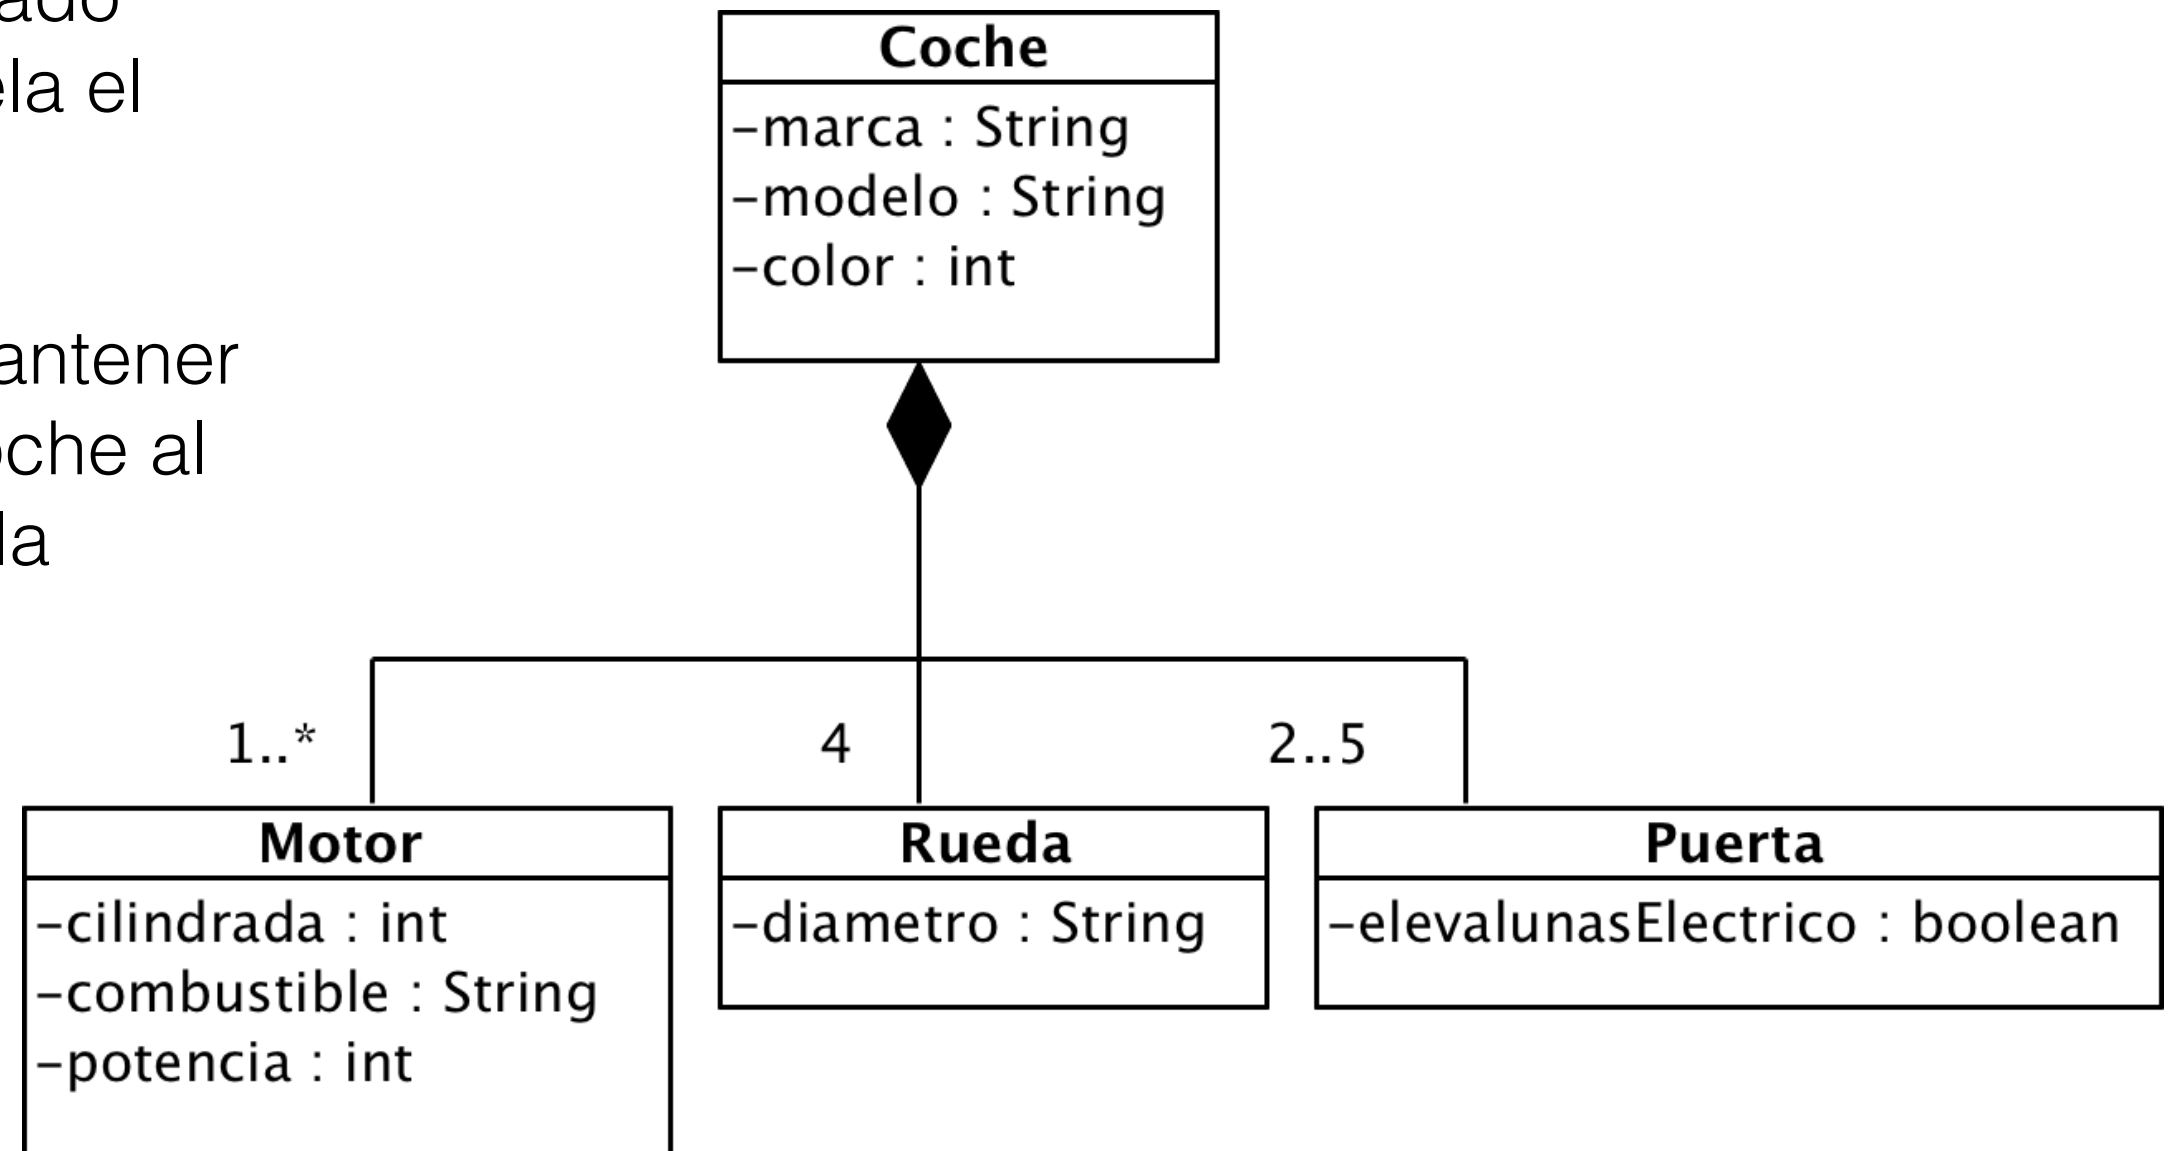 ado
ela el
antener
oche al
la
Coche
-marca : String
-modelo : String
-color : int
1..*
4
2..5
Motor
-cilindrada : int
-combustible : String
-potencia : int
Rueda
-diametro : String
Puerta
-elevalunasElectrico : boolean